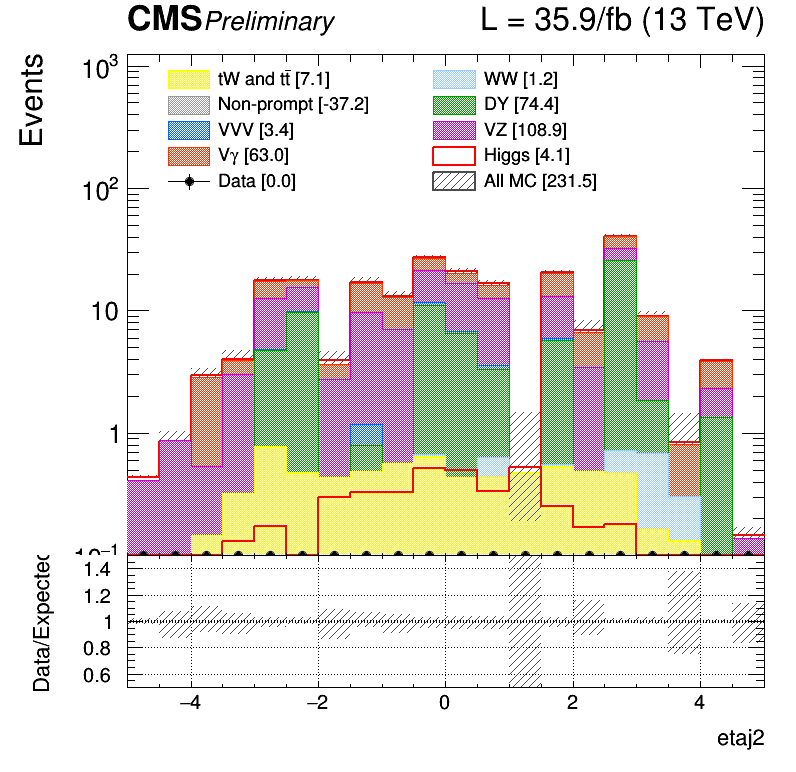 CMS Preliminary L = 35.9/fb (13 TeV)
Events
10³
10²
10
1
10⁻¹
tW and tt̄ [7.1]
WW [1.2]
Non-prompt [-37.2]
DY [74.4]
VVV [3.4]
VZ [108.9]
Vγ [63.0]
Higgs [4.1]
Data [0.0]
All MC [231.5]
Data/Expected
1.4
1.2
1
0.8
0.6
−4 −2 0 2 4
etaj2